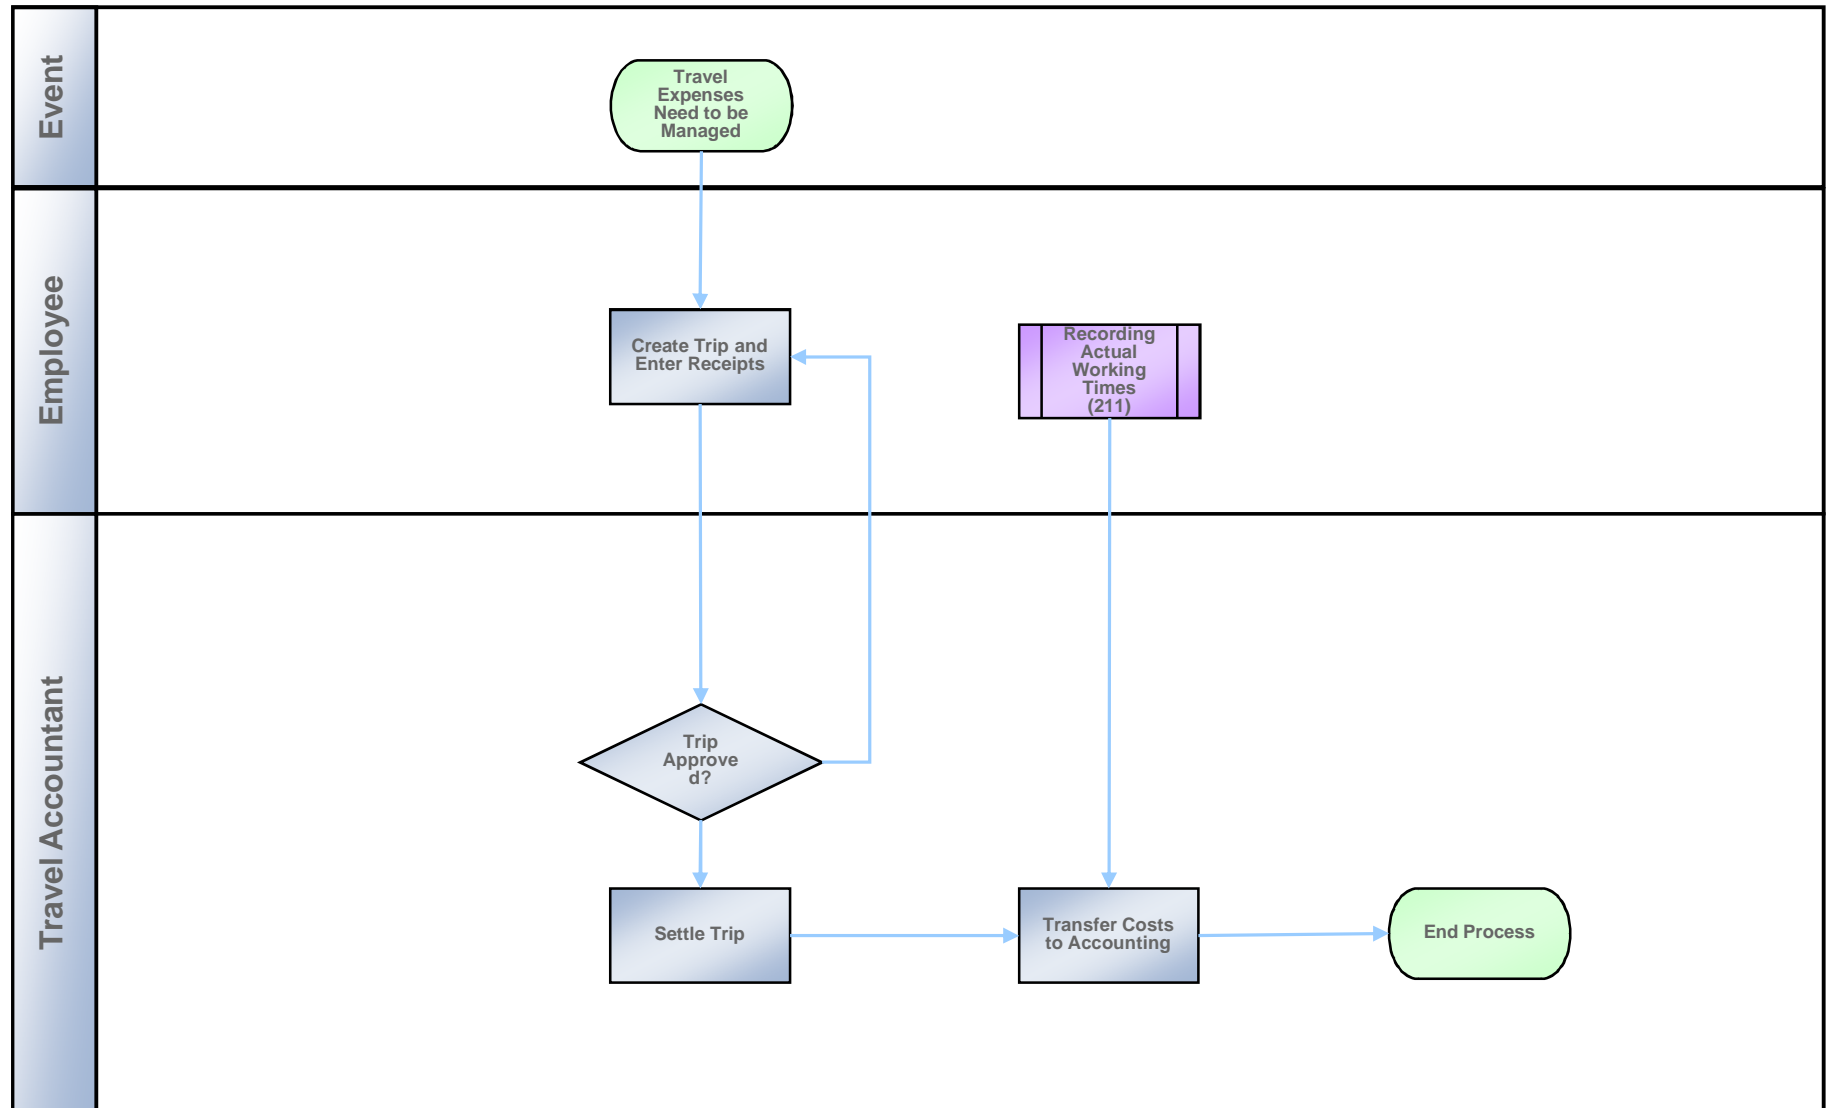 Event
Travel
Expenses
Need to be
Managed
Employee
Create Trip and
Enter Receipts
Recording
Actual
Working
Times
(211)
Travel Accountant
Trip
Approve
d?
Settle Trip
Transfer Costs
to Accounting
End Process